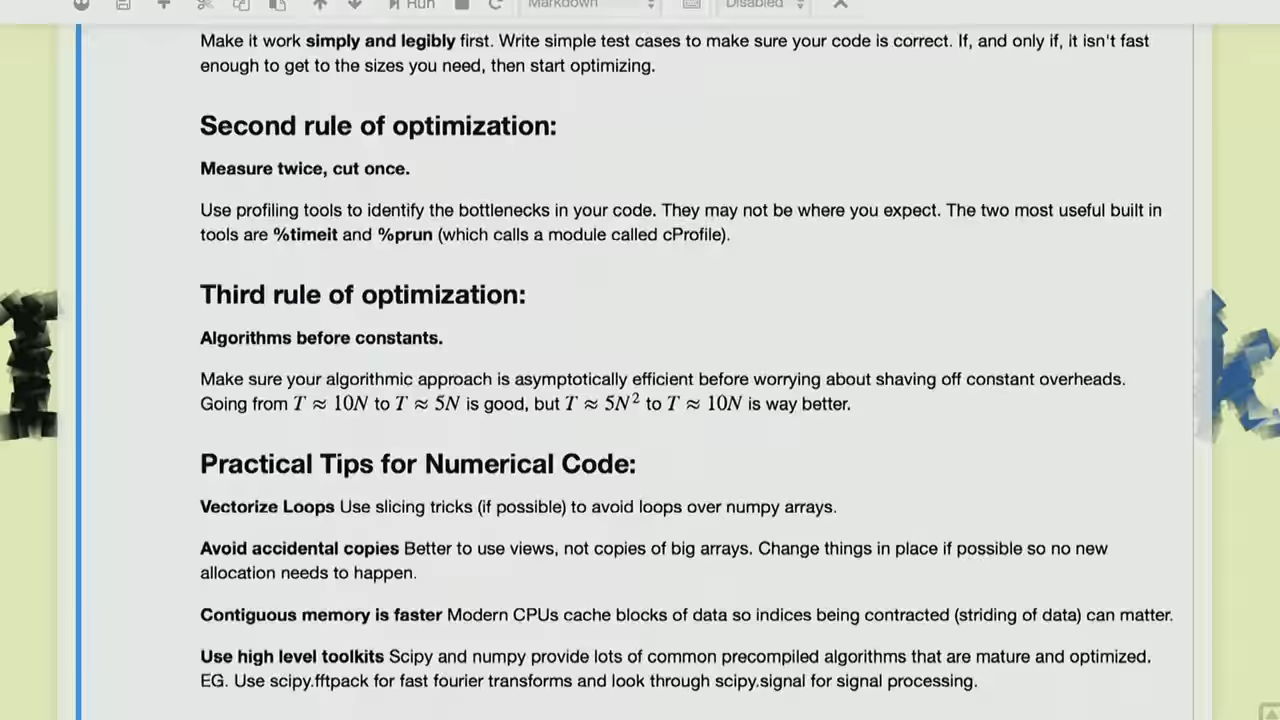 Run
Markdown
Disabled
Make it work simply and legibly first. Write simple test cases to make sure your code is correct. If, and only if, it isn't fast
enough to get to the sizes you need, then start optimizing.
Second rule of optimization:
Measure twice, cut once.
Use profiling tools to identify the bottlenecks in your code. They may not be where you expect. The two most useful built in
tools are %timeit and %prun (which calls a module called cProfile).
Third rule of optimization:
Algorithms before constants.
Make sure your algorithmic approach is asymptotically efficient before worrying about shaving off constant overheads.
Going from T ≈ 10N to T ≈ 5N is good, but T ≈ 5N² to T ≈ 10N is way better.
Practical Tips for Numerical Code:
Vectorize Loops Use slicing tricks (if possible) to avoid loops over numpy arrays.
Avoid accidental copies Better to use views, not copies of big arrays. Change things in place if possible so no new
allocation needs to happen.
Contiguous memory is faster Modern CPUs cache blocks of data so indices being contracted (striding of data) can matter.
Use high level toolkits Scipy and numpy provide lots of common precompiled algorithms that are mature and optimized.
EG. Use scipy.fftpack for fast fourier transforms and look through scipy.signal for signal processing.